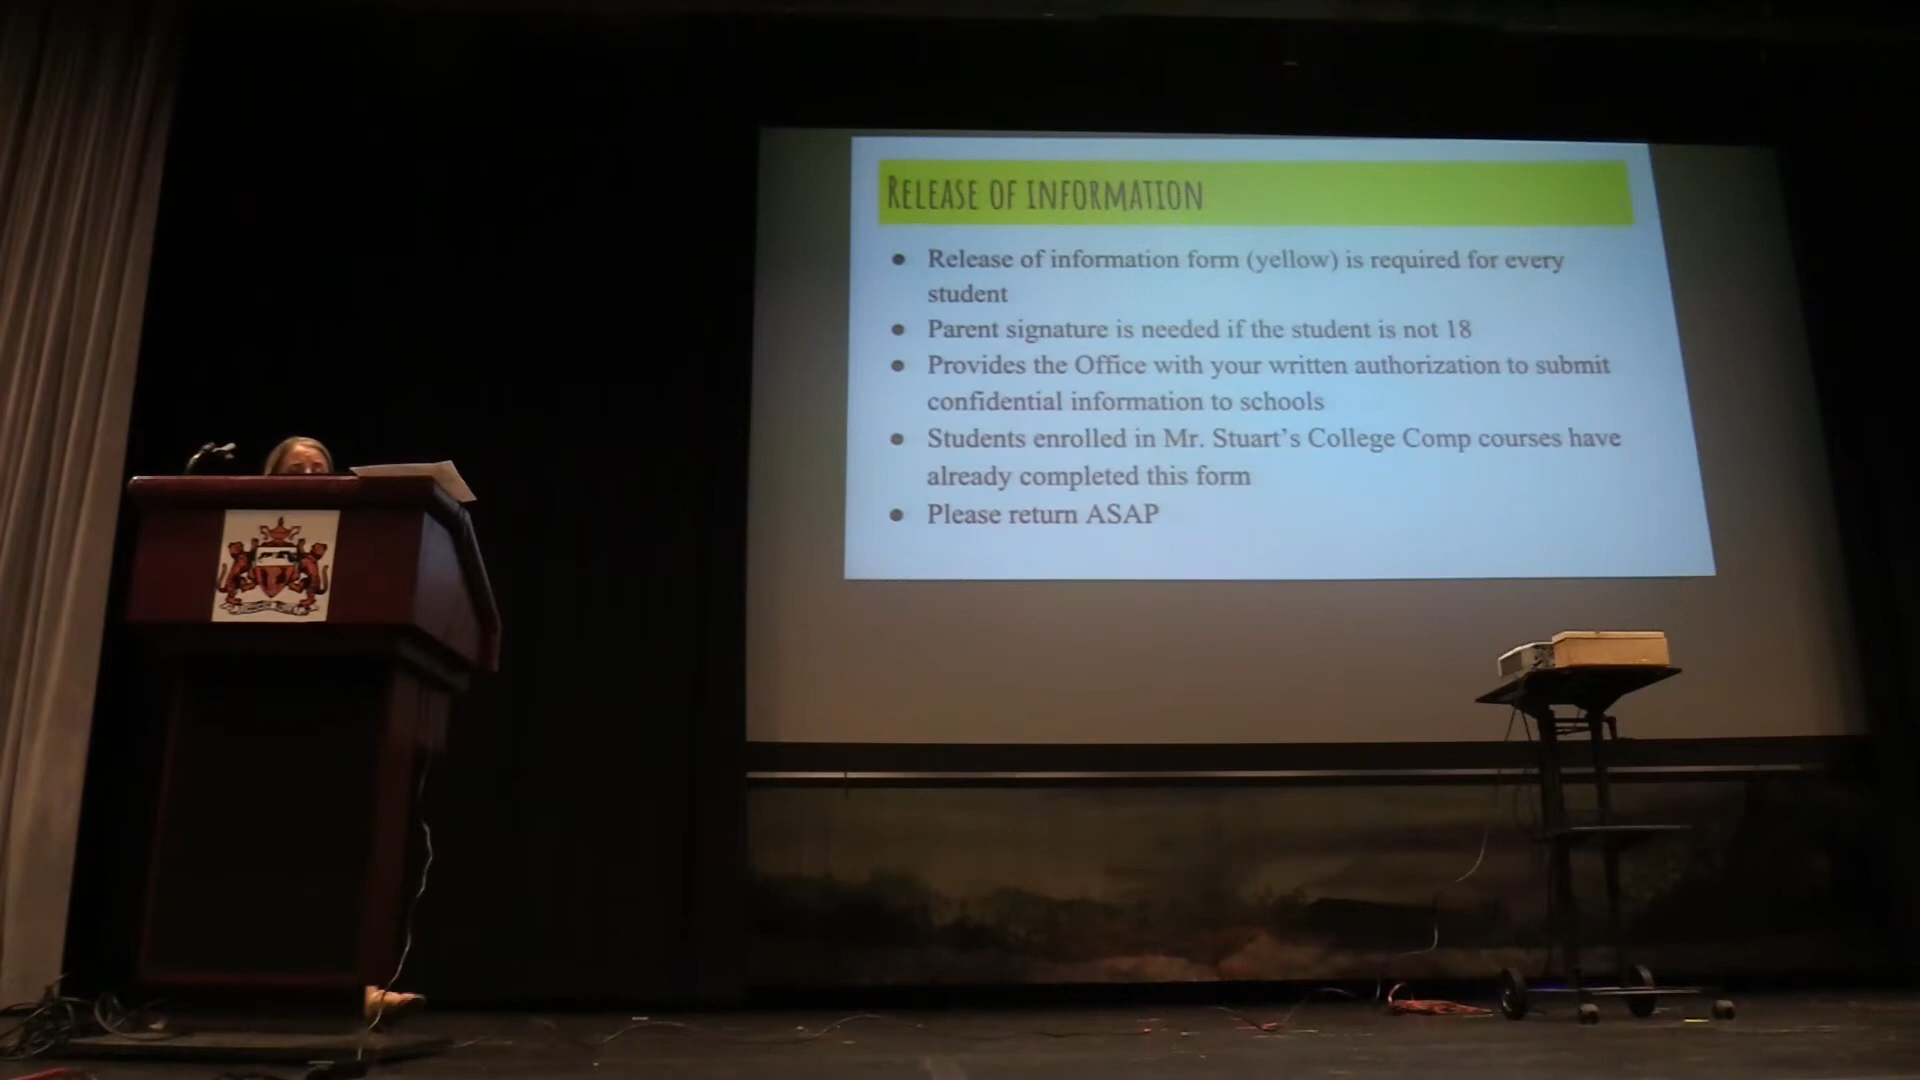 RELEASE OF INFORMATION
● Release of information form (yellow) is required for every
student
● Parent signature is needed if the student is not 18
● Provides the Office with your written authorization to submit
confidential information to schools
● Students enrolled in Mr. Stuart's College Comp courses have
already completed this form
● Please return ASAP